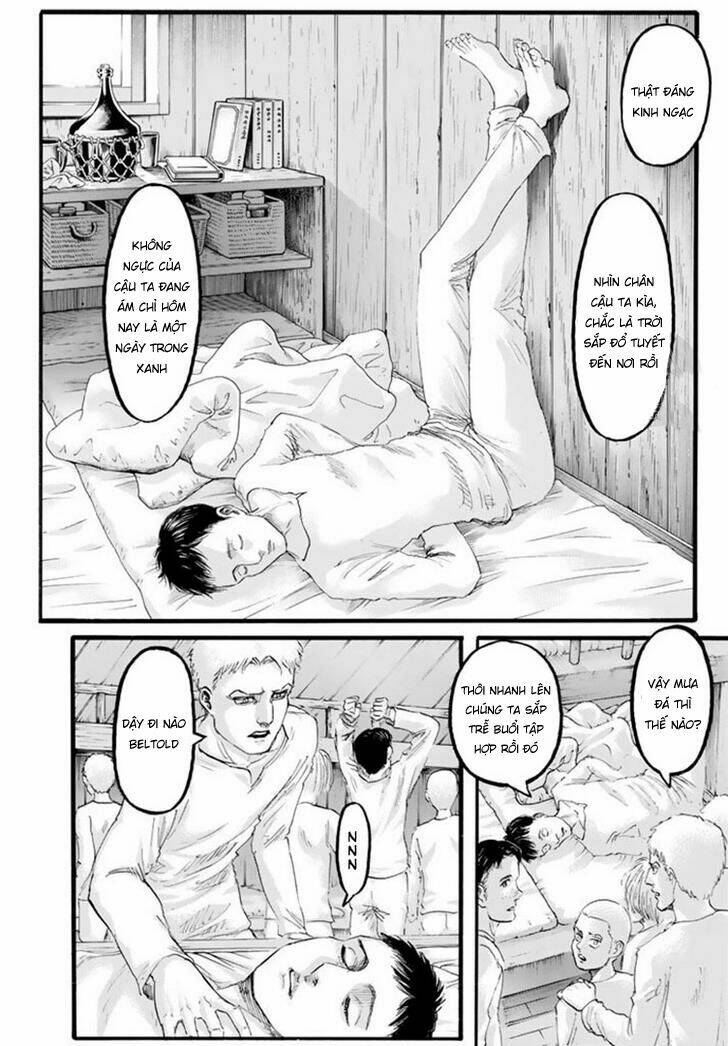 THẬT ĐÁNG
KINH NGẠC
NHÌN CHÂN
CẬU TA KÌA,
CHẮC LÀ TRỜI
SẮP ĐỔ TUYẾT
ĐẾN NƠI RỒI
KHÔNG
NGỰC CỦA
CẬU TA ĐANG
ÁM CHỈ HÔM
NAY LÀ MỘT
NGÀY TRONG
XANH
VẬY MƯA
ĐÁ THÌ
THẾ NÀO?
THÔI NHANH LÊN
CHÚNG TA SẮP
TRỄ BUỔI TẬP
HỢP RỒI ĐÓ
DẬY ĐI NÀO
BELTOLD
NNN